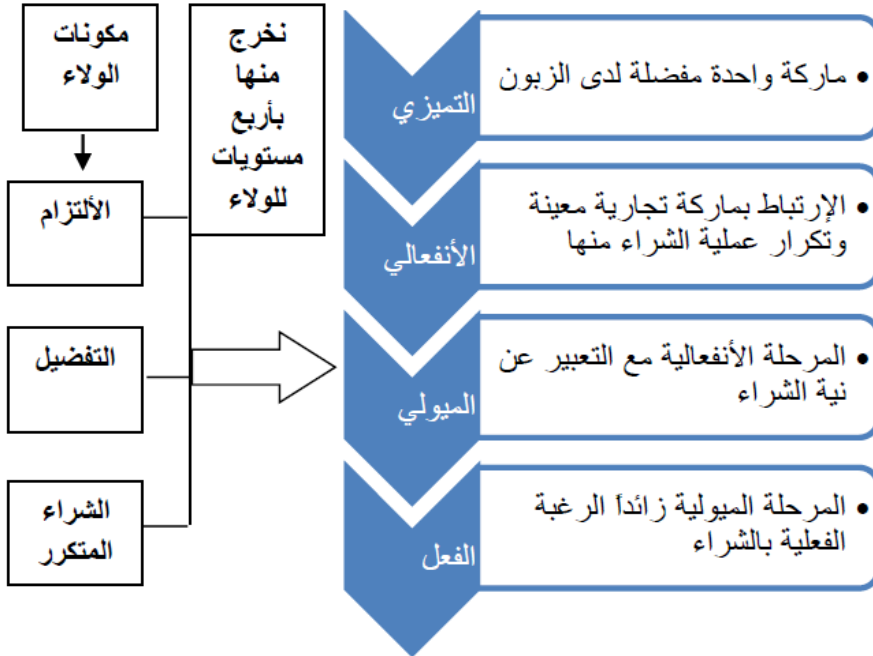 مكونات
الولاء
الألتزام
التفضيل
الشراء
المتكرر
نخرج
منها
بأربع
مستويات
للولاء
التميزي
• ماركة واحدة مفضلة لدى الزبون
الأنفعالي
• الإرتباط بماركة تجارية معينة
وتكرار عملية الشراء منها
الميولي
• المرحلة الأنفعالية مع التعبير عن
نية الشراء
الفعل
• المرحلة الميولية زائداً الرغبة
الفعلية بالشراء